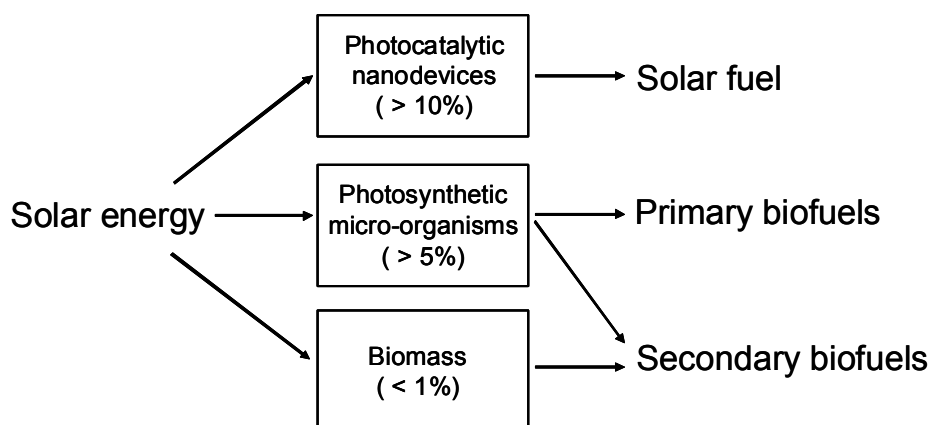 Photocatalytic
nanodevices
( > 10%)
Solar fuel
Solar energy
Photosynthetic
micro-organisms
( > 5%)
Primary biofuels
Biomass
( < 1%)
Secondary biofuels